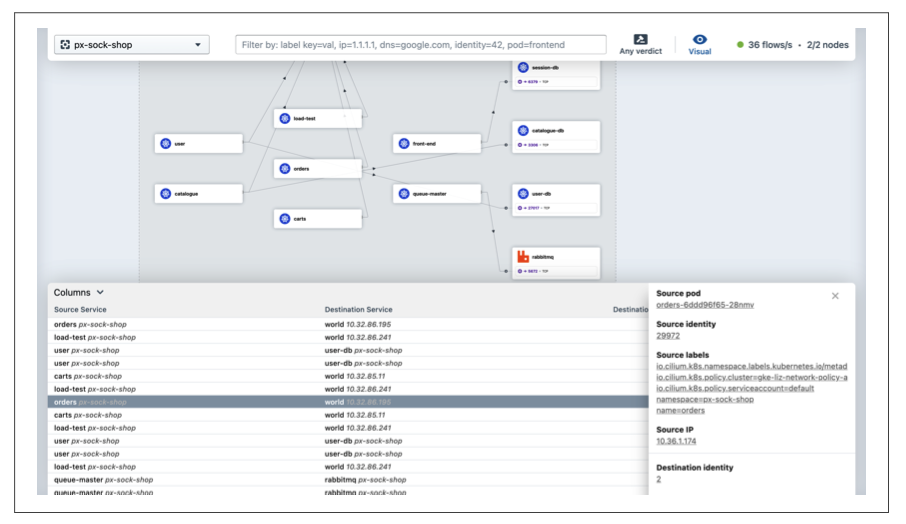 px-sock-shop
Filter by: label key=val, ip=1.1.1.1, dns=google.com, identity=42, pod=frontend
Any verdict
Visual
36 flows/s • 2/2 nodes
session-db
→ 6379 • TCP
load-test
catalogue-db
→ 3306 • TCP
user
front-end
orders
catalogue
queue-master
user-db
→ 27017 • TCP
carts
rabbitmq
→ 5672 • TCP
Columns
Source Service
Destination Service
Destinatio
orders px-sock-shop
world 10.32.86.195
load-test px-sock-shop
world 10.32.86.241
user px-sock-shop
user-db px-sock-shop
user px-sock-shop
user-db px-sock-shop
carts px-sock-shop
world 10.32.85.11
load-test px-sock-shop
world 10.32.86.241
orders px-sock-shop
world 10.32.86.195
carts px-sock-shop
world 10.32.85.11
load-test px-sock-shop
world 10.32.86.241
user px-sock-shop
user-db px-sock-shop
user px-sock-shop
user-db px-sock-shop
load-test px-sock-shop
world 10.32.86.241
queue-master px-sock-shop
rabbitmq px-sock-shop
queue-master px-sock-shop
rabbitmq px-sock-shop
Source pod
orders-6ddd96f65-28nmv
Source identity
29972
Source labels
io.cilium.k8s.namespace.labels.kubernetes.io/metad
io.cilium.k8s.policy.cluster=gke-liz-network-policy-a
io.cilium.k8s.policy.serviceaccount=default
namespace=px-sock-shop
name=orders
Source IP
10.36.1.174
Destination identity
2